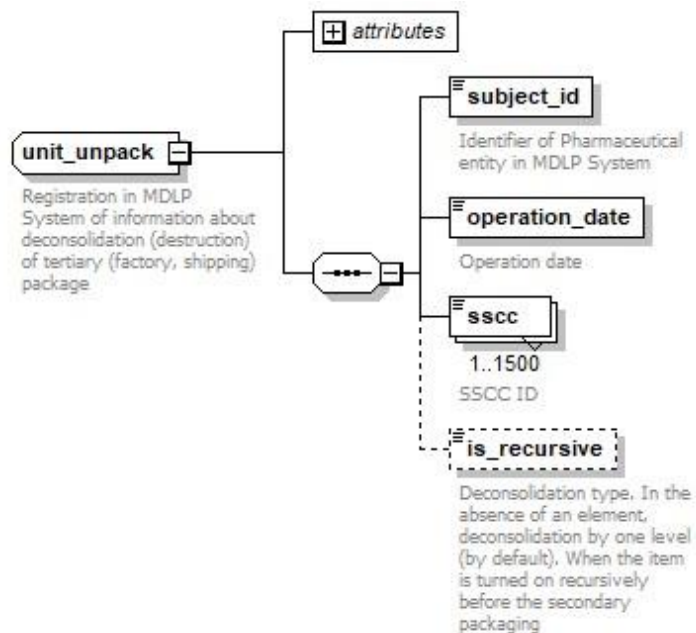 attributes
subject_id
Identifier of Pharmaceutical
entity in MDLP System
unit_unpack
Registration in MDLP
System of information about
deconsolidation (destruction)
of tertiary (factory, shipping)
package
operation_date
Operation date
sscc
1..1500
SSCC ID
is_recursive
Deconsolidation type. In the
absence of an element,
deconsolidation by one level
(by default). When the item
is turned on recursively
before the secondary
packaging